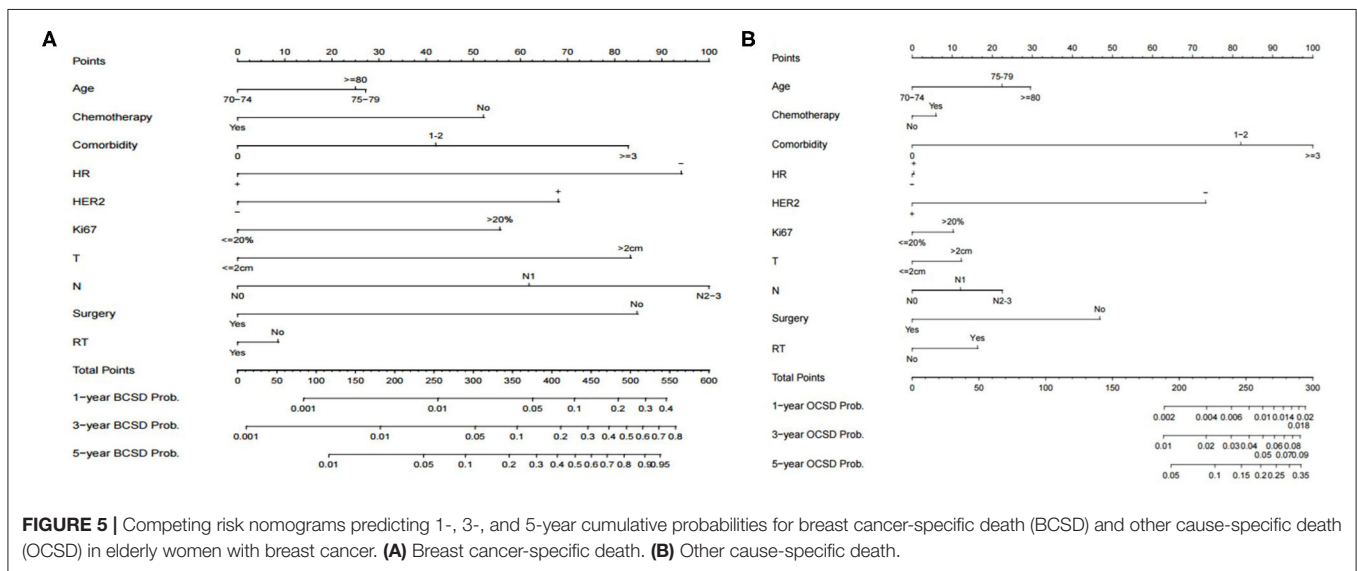 A
Points
0 10 20 30 40 50 60 70 80 90 100
>=80
Age
70−74 75−79
No
Chemotherapy
Yes
1-2
Comorbidity
0 >=3
−
HR
+
+
HER2
−
>20%
Ki67
<=20%
>2cm
T
<=2cm
N1
N
N0 N2−3
No
Surgery
Yes
No
RT
Yes
Total Points
0 50 100 150 200 250 300 350 400 450 500 550 600
1−year BCSD Prob.
0.001 0.01 0.05 0.1 0.2 0.3 0.4
3−year BCSD Prob.
0.001 0.01 0.05 0.1 0.2 0.3 0.4 0.5 0.6 0.7 0.8
5−year BCSD Prob.
0.01 0.05 0.1 0.2 0.3 0.4 0.5 0.6 0.7 0.8 0.9 0.95
B
0 10 20 30 40 50 60 70 80 90 100
Points
75-79
Age
70−74 >=80
Yes
Chemotherapy
No
1−2
Comorbidity
0 >=3
+
HR
−
−
HER2
+
>20%
Ki67
<=20%
>2cm
T
<=2cm
N1
N
N0 N2-3
No
Surgery
Yes
Yes
RT
No
Total Points
0 50 100 150 200 250 300
1−year OCSD Prob.
0.002 0.004 0.006 0.01 0.014 0.02
0.018
3−year OCSD Prob.
0.01 0.02 0.03 0.04 0.06 0.08
0.05 0.07 0.09
5−year OCSD Prob.
0.05 0.1 0.15 0.2 0.25 0.35
FIGURE 5 | Competing risk nomograms predicting 1-, 3-, and 5-year cumulative probabilities for breast cancer-specific death (BCSD) and other cause-specific death
(OCSD) in elderly women with breast cancer. (A) Breast cancer-specific death. (B) Other cause-specific death.